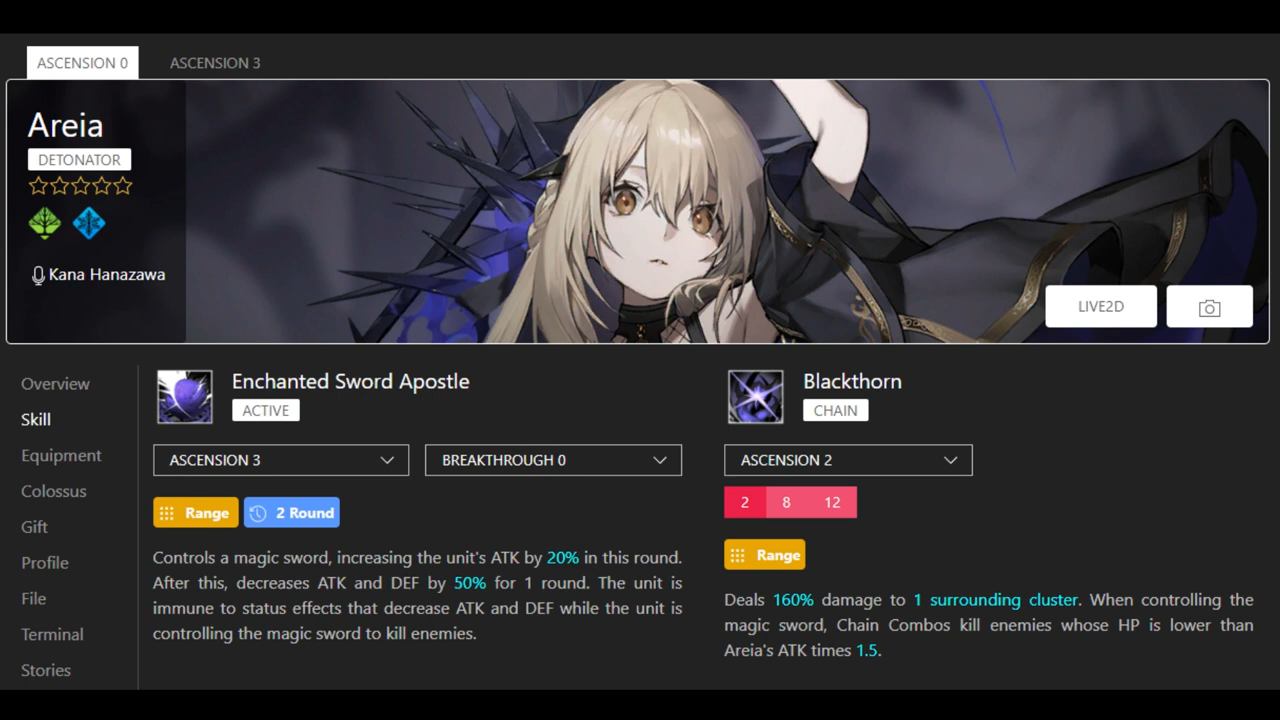 ASCENSION 0 ASCENSION 3
Areia
DETONATOR
Kana Hanazawa
LIVE2D
Overview
Skill
Equipment
Colossus
Gift
Profile
File
Terminal
Stories
Enchanted Sword Apostle
ACTIVE
ASCENSION 3 BREAKTHROUGH 0
Range 2 Round
Controls a magic sword, increasing the unit's ATK by 20% in this round.
After this, decreases ATK and DEF by 50% for 1 round. The unit is
immune to status effects that decrease ATK and DEF while the unit is
controlling the magic sword to kill enemies.
Blackthorn
CHAIN
ASCENSION 2
2 8 12
Range
Deals 160% damage to 1 surrounding cluster. When controlling the
magic sword, Chain Combos kill enemies whose HP is lower than
Areia's ATK times 1.5.